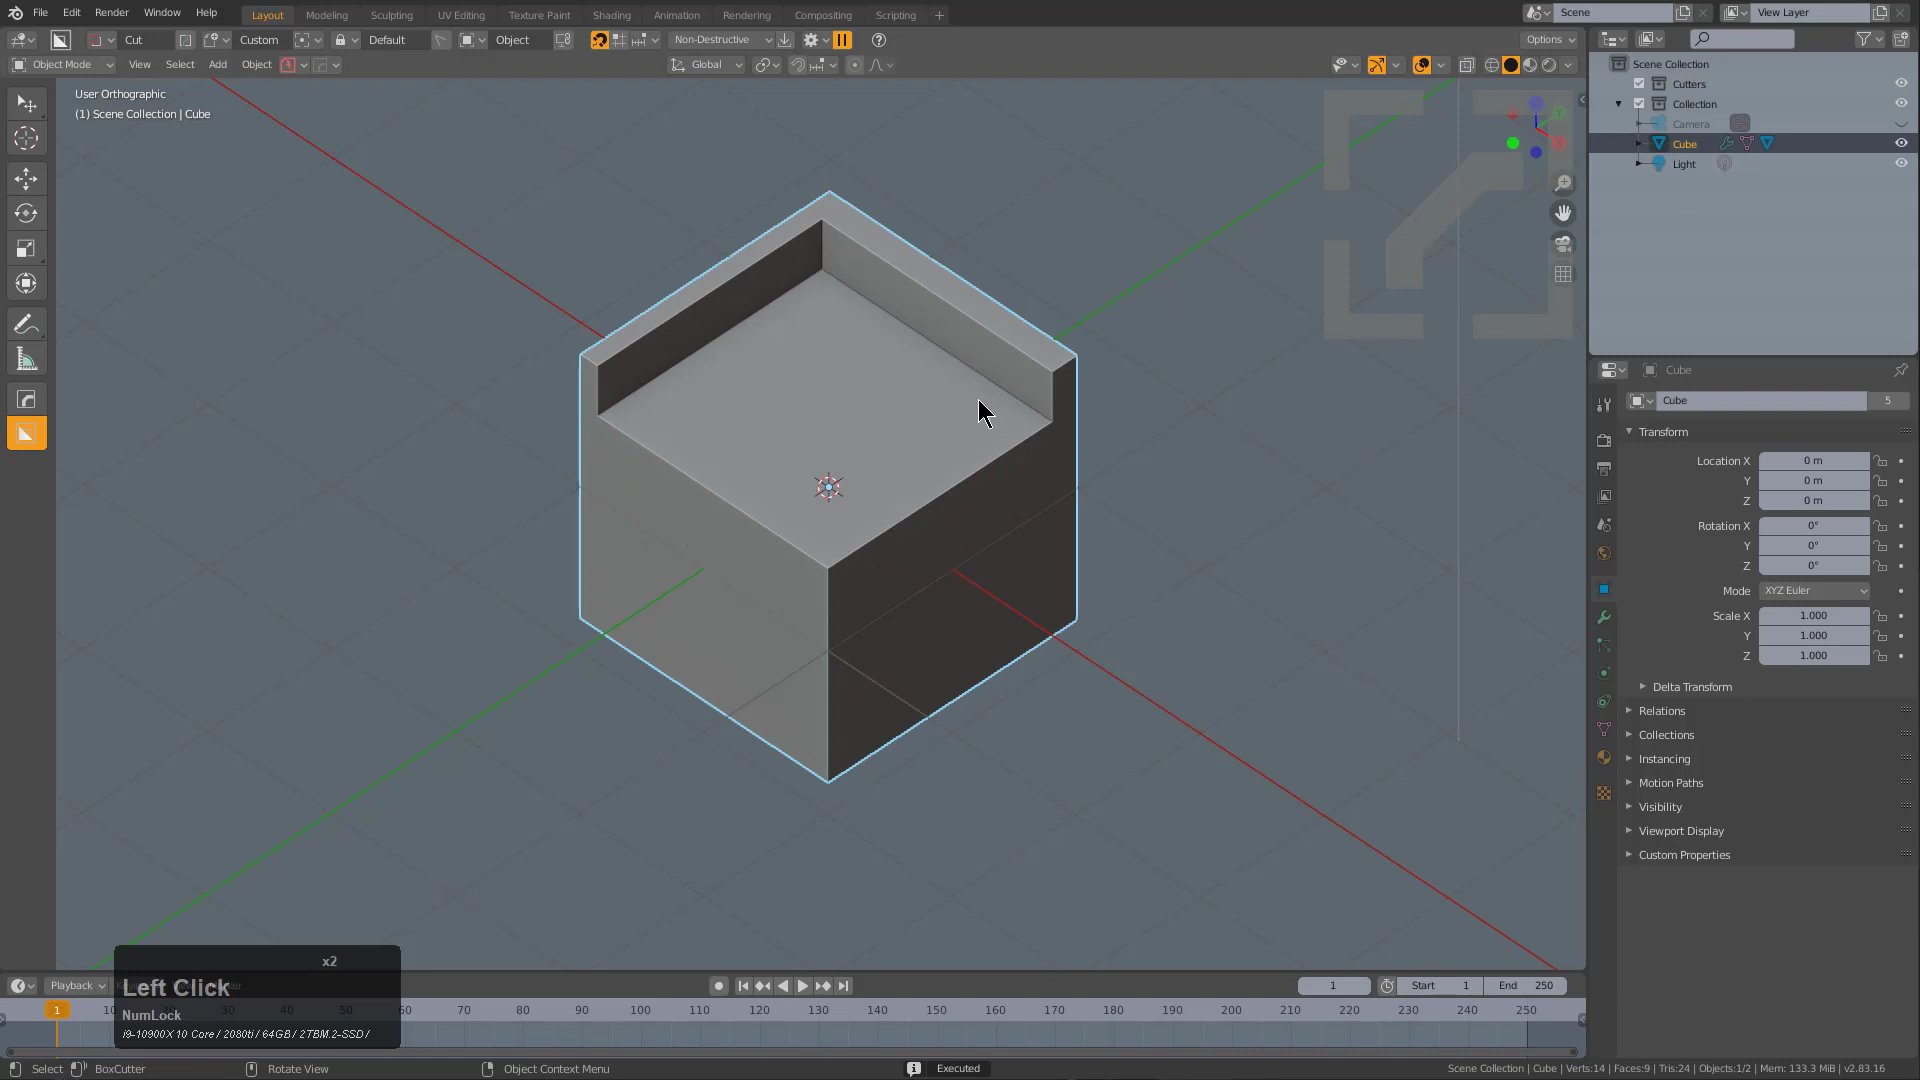 File Edit Render Window Help
Layout Modeling Sculpting UV Editing Texture Paint Shading Animation Rendering Compositing Scripting +
Scene
View Layer
Cut Custom Default Object Non-Destructive Options
Object Mode View Select Add Object Global
User Orthographic
(1) Scene Collection | Cube
Scene Collection
Cutters
Collection
Camera
Cube
Light
Cube
Cube 5
Transform
Location X 0 m
Y 0 m
Z 0 m
Rotation X 0°
Y 0°
Z 0°
Mode XYZ Euler
Scale X 1.000
Y 1.000
Z 1.000
Delta Transform
Relations
Collections
Instancing
Motion Paths
Visibility
Viewport Display
Custom Properties
x2
Left Click
NumLock
i9-10900X 10 Core / 2080ti / 64GB / 2TBM.2-SSD /
Playback
1 Start 1 End 250
1 10 30 40 50 60 70 80 90 100 110 120 130 140 150 160 170 180 190 200 210 220 230 240 250
Select BoxCutter Rotate View Object Context Menu Executed Scene Collection | Cube | Verts:14 | Faces:9 | Tris:24 | Objects:1/2 | Mem: 133.3 MiB | v2.83.16